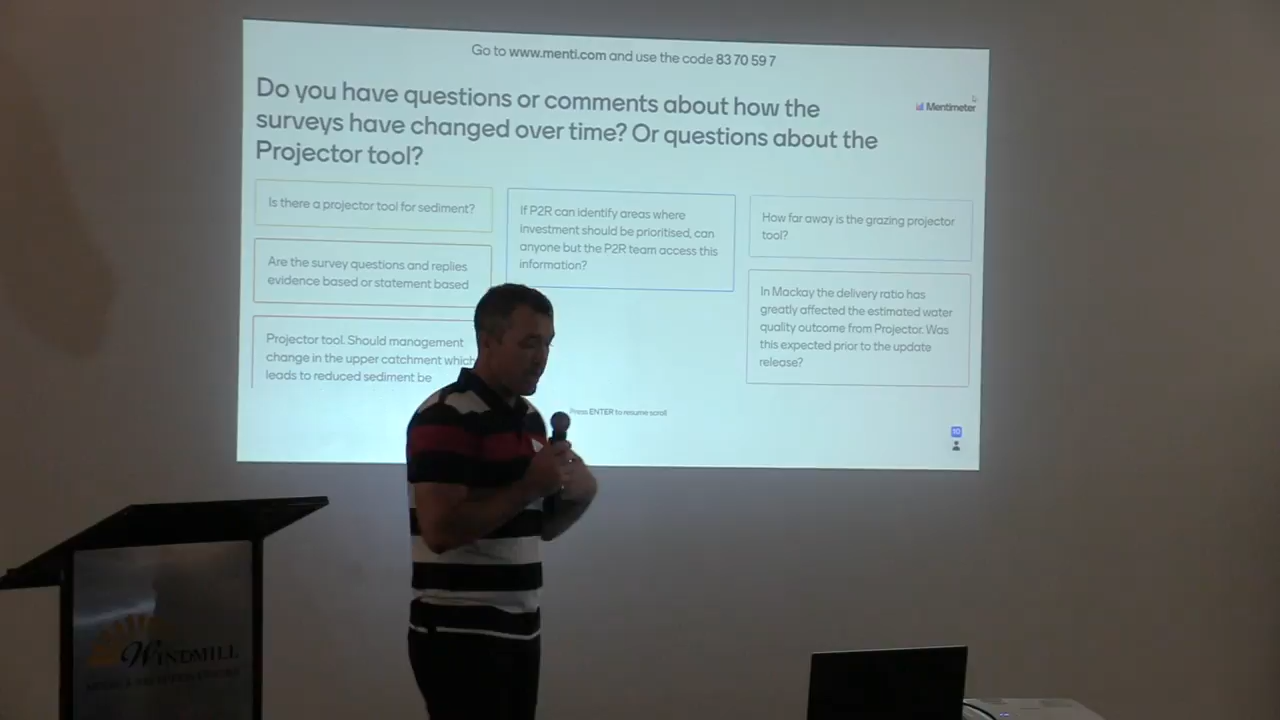 Go to www.menti.com and use the code 83 70 59 7
Do you have questions or comments about how the
surveys have changed over time? Or questions about the
Projector tool?
Mentimeter
Is there a projector tool for sediment?
Are the survey questions and replies
evidence based or statement based
Projector tool. Should management
change in the upper catchment which
leads to reduced sediment be
If P2R can identify areas where
investment should be prioritised, can
anyone but the P2R team access this
information?
How far away is the grazing projector
tool?
In Mackay the delivery ratio has
greatly affected the estimated water
quality outcome from Projector. Was
this expected prior to the update
release?
Press ENTER to resume scroll
10
WINDMILL